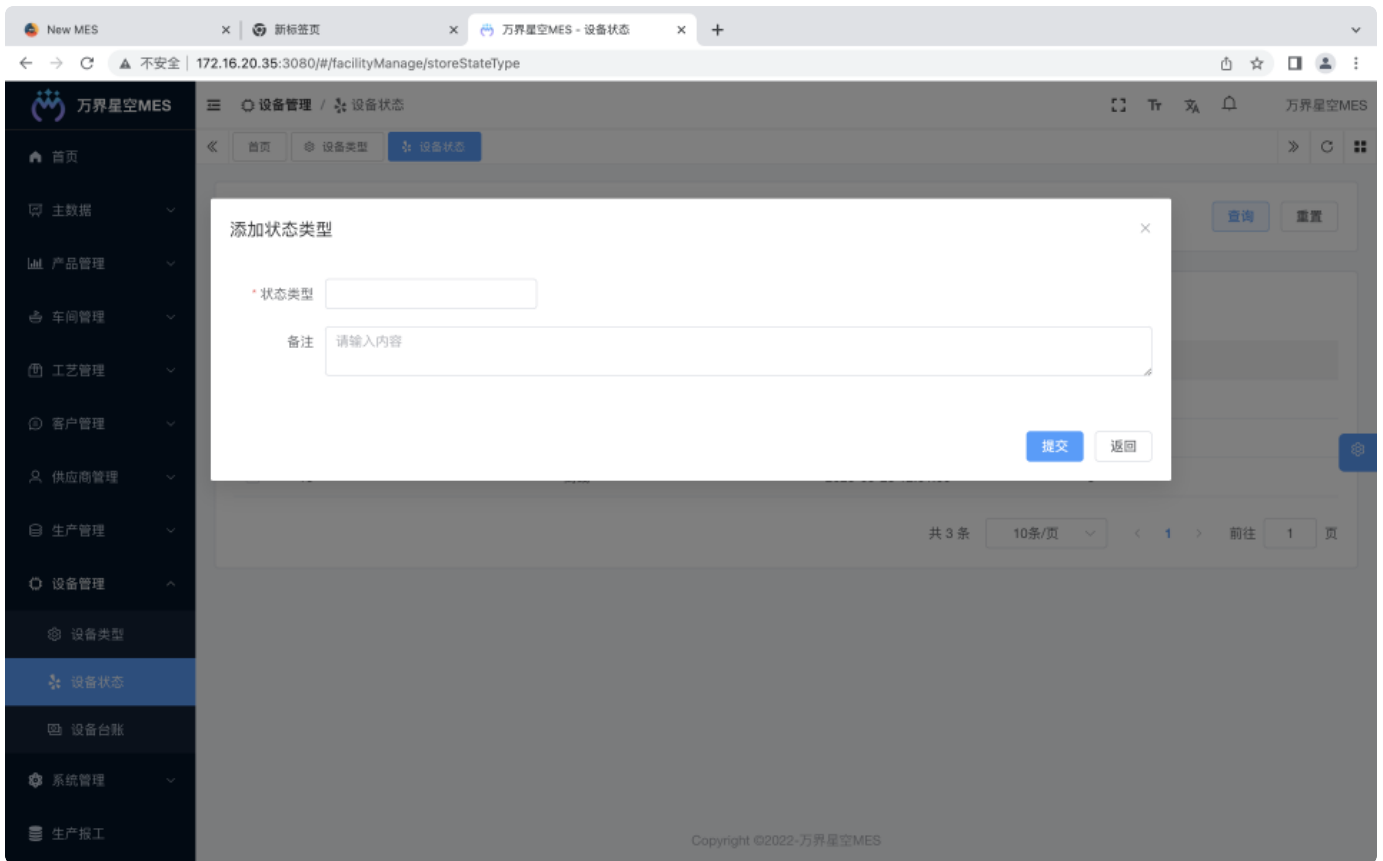 New MES
新标签页
万界星空MES - 设备状态
不安全
172.16.20.35:3080/#/facilityManage/storeStateType
万界星空MES
设备管理 / 设备状态
万界星空MES
首页
设备类型
设备状态
首页
主数据
产品管理
车间管理
工艺管理
客户管理
供应商管理
生产管理
设备管理
设备类型
设备状态
设备台账
系统管理
生产报工
查询
重置
添加状态类型
* 状态类型
备注
请输入内容
提交
返回
共 3 条
10条/页
1
前往
1
页
Copyright ©2022-万界星空MES